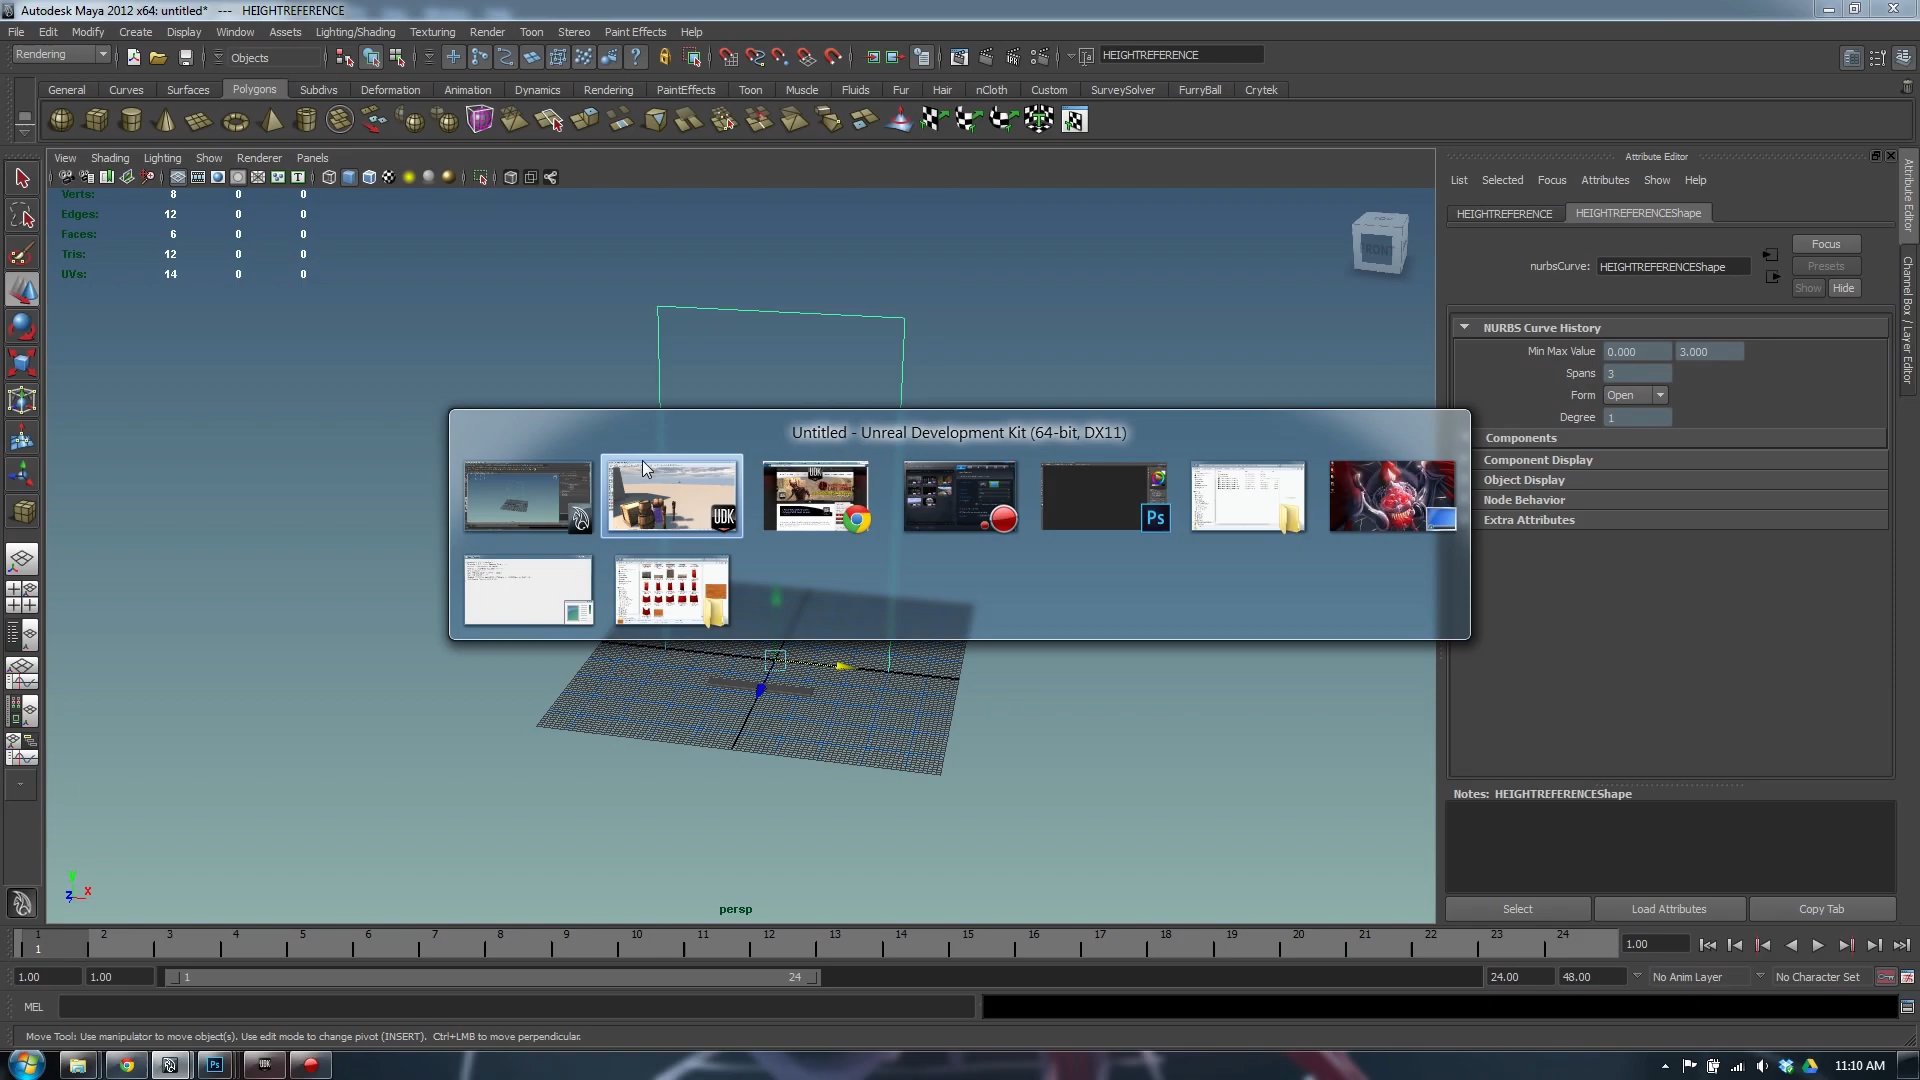 Autodesk Maya 2012 x64: untitled* --- HEIGHTREFERENCE
File Edit Modify Create Display Window Assets Lighting/Shading Texturing Render Toon Stereo Paint Effects Help
Rendering Objects HEIGHTREFERENCE
General Curves Surfaces Polygons Subdivs Deformation Animation Dynamics Rendering PaintEffects Toon Muscle Fluids Fur Hair nCloth Custom SurveySolver FurryBall Crytek
View Shading Lighting Show Renderer Panels
Verts: 8 0 0
Edges: 12 0 0
Faces: 6 0 0
Tris: 12 0 0
UVs: 14 0 0
FRONT
Untitled - Unreal Development Kit (64-bit, DX11)
UDK
Ps
persp
Y
Z X
Attribute Editor
List Selected Focus Attributes Show Help
HEIGHTREFERENCE HEIGHTREFERENCEShape
Focus
nurbsCurve: HEIGHTREFERENCEShape
Presets
Show Hide
NURBS Curve History
Min Max Value 0.000 3.000
Spans 3
Form Open
Degree 1
Components
Component Display
Object Display
Node Behavior
Extra Attributes
Notes: HEIGHTREFERENCEShape
Select Load Attributes Copy Tab
Attribute Editor
Channel Box / Layer Editor
1 2 3 4 5 6 7 8 9 10 11 12 13 14 15 16 17 18 19 20 21 22 23 24
1 1.00
1.00 1.00 1 24 24.00 48.00 No Anim Layer No Character Set
MEL
Move Tool: Use manipulator to move object(s). Use edit mode to change pivot (INSERT). Ctrl+LMB to move perpendicular.
Ps UDK 11:10 AM